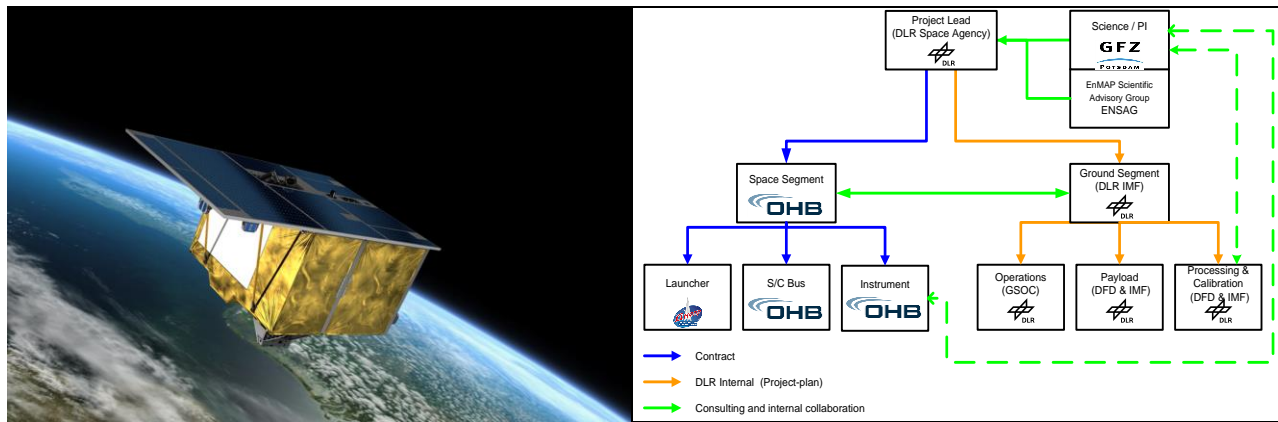 Project Lead
(DLR Space Agency)
DLR
Science / PI
GFZ
POTSDAM
EnMAP Scientific
Advisory Group
ENSAG
Space Segment
OHB
Ground Segment
(DLR IMF)
DLR
Launcher
S/C Bus
OHB
Instrument
OHB
Operations
(GSOC)
DLR
Payload
(DFD & IMF)
DLR
Processing &
Calibration
(DFD & IMF)
DLR
Contract
DLR Internal (Project-plan)
Consulting and internal collaboration